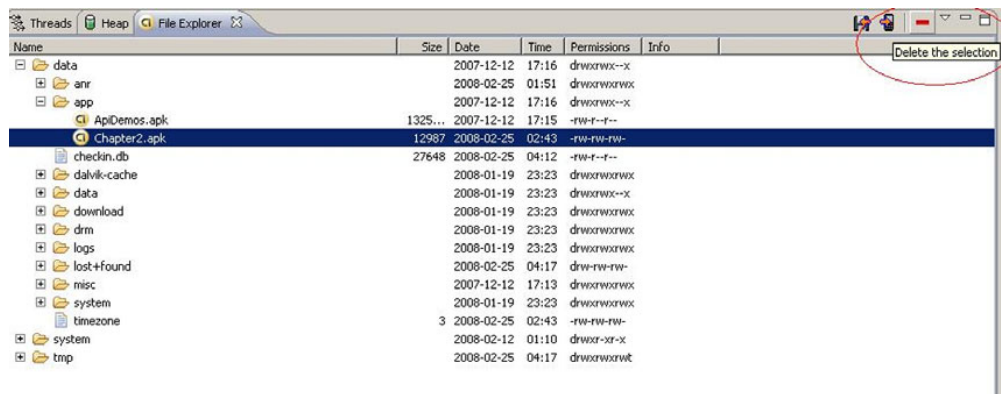 Threads Heap File Explorer
Delete the selection
Name Size Date Time Permissions Info
data 2007-12-12 17:16 drwxrwx--x
anr 2008-02-25 01:51 drwxrwxrwx
app 2007-12-12 17:16 drwxrwx--x
ApiDemos.apk 1325... 2007-12-12 17:15 -rw-r--r--
Chapter2.apk 12987 2008-02-25 02:43 -rw-rw-rw-
checkin.db 27648 2008-02-25 04:12 -rw-r--r--
dalvik-cache 2008-01-19 23:23 drwxrwxrwx
data 2008-01-19 23:23 drwxrwx--x
download 2008-01-19 23:23 drwxrwxrwx
drm 2008-01-19 23:23 drwxrwxrwx
logs 2008-01-19 23:23 drwxrwxrwx
lost+found 2008-02-25 04:17 drw-rw-rw-
misc 2007-12-12 17:13 drwxrwxrwx
system 2008-01-19 23:23 drwxrwxrwx
timezone 3 2008-02-25 02:43 -rw-rw-rw-
system 2008-02-12 01:10 drwxr-xr-x
tmp 2008-02-25 04:17 drwxrwxrwt